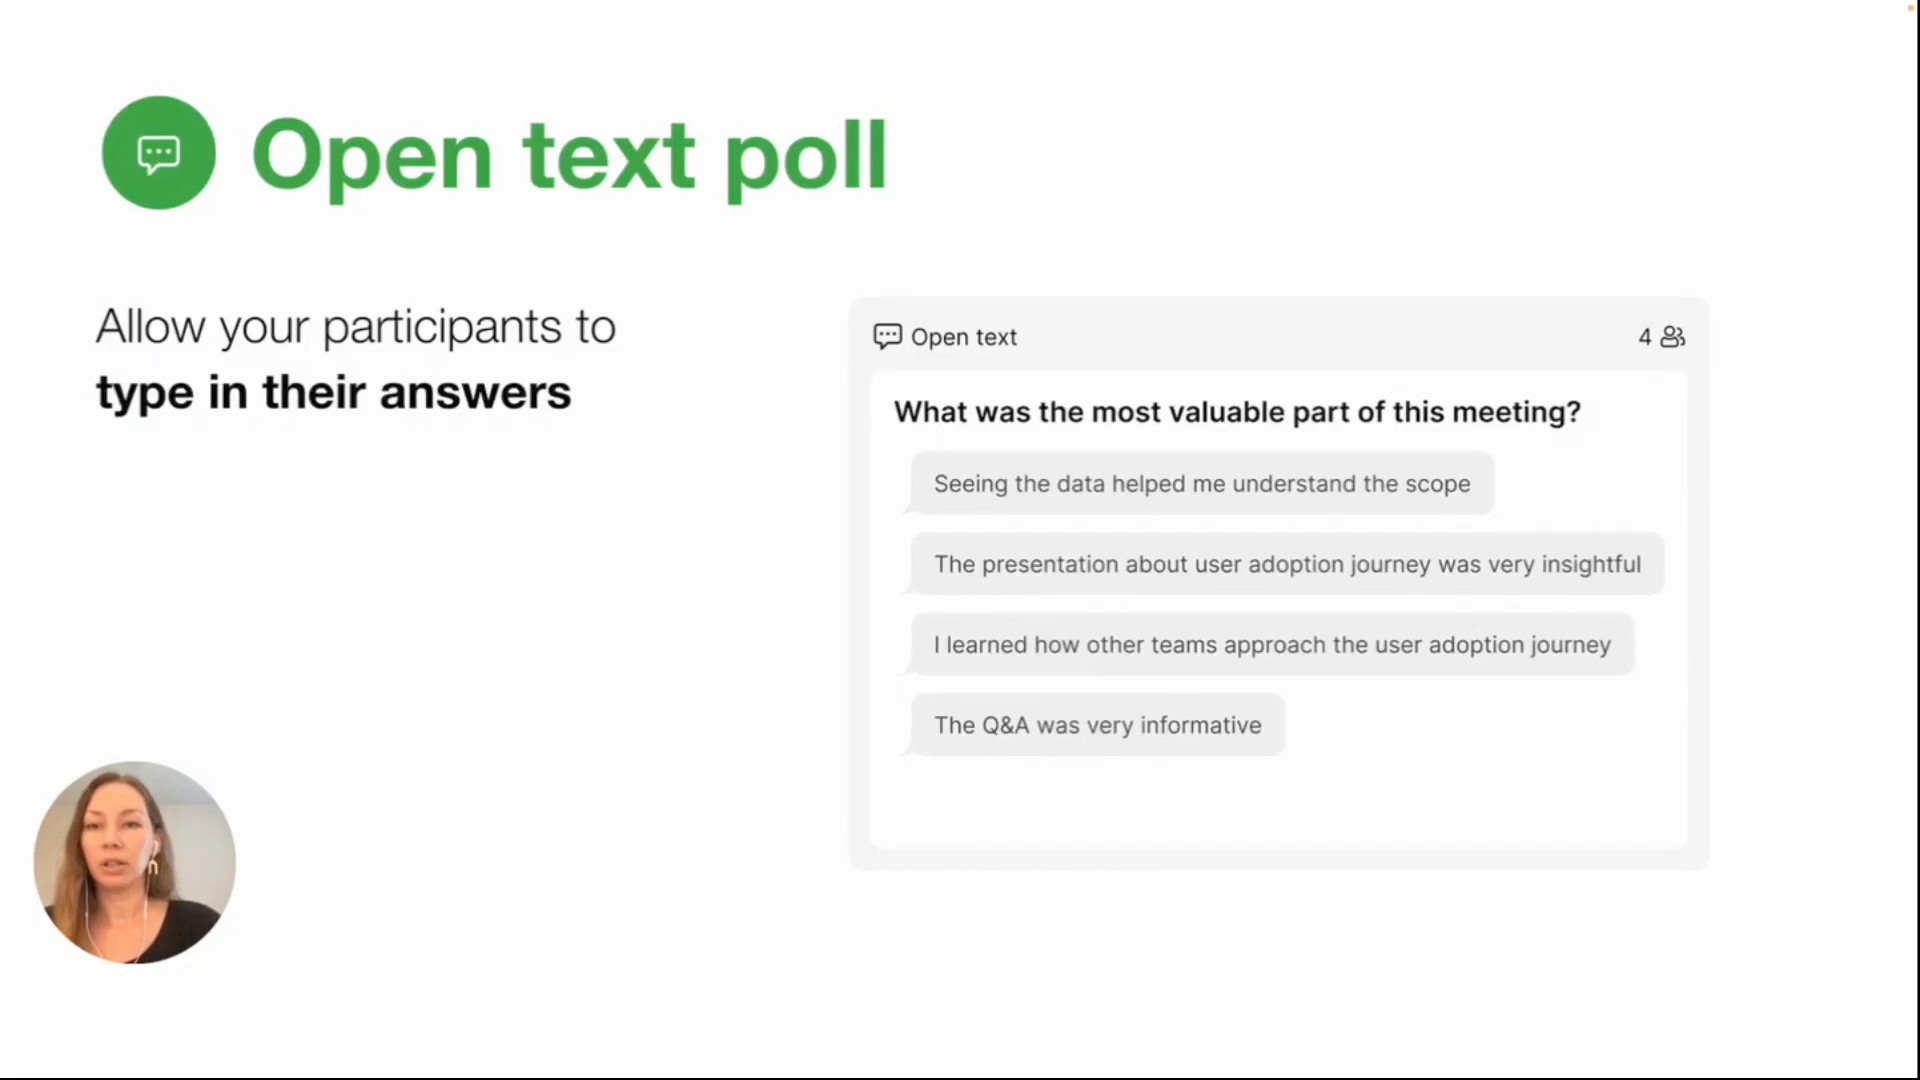 Open text poll
Allow your participants to
type in their answers
Open text
4
What was the most valuable part of this meeting?
Seeing the data helped me understand the scope
The presentation about user adoption journey was very insightful
I learned how other teams approach the user adoption journey
The Q&A was very informative